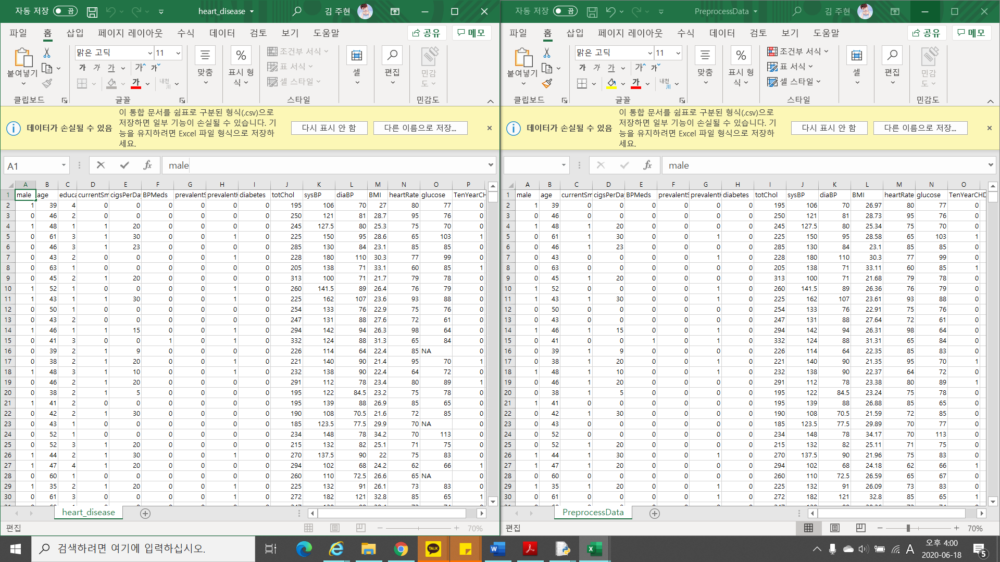 자동 저장 끔 heart_disease 김 주현
파일 홈 삽입 페이지 레이아웃 수식 데이터 검토 보기 도움말 공유 메모
맑은 고딕 11 조건부 서식
붙여넣기 가 가 가 가 가 맞춤 표시 형식 표 서식 셀 편집 민감도
가 내천 셀 스타일
클립보드 글꼴 스타일 민감도
데이터가 손실될 수 있음 이 통합 문서를 쉼표로 구분된 형식(.csv)으로
저장하면 일부 기능이 손실될 수 있습니다. 기
능을 유지하려면 Excel 파일 형식으로 저장하
세요.
다시 표시 안 함 다른 이름으로 저장...
A1 fx male
A B C D E F G H I J K L M N O P
1 male age educa currentSm cigsPerDay BPMeds prevalentS prevalentH diabetes totChol sysBP diaBP BMI heartRate glucose TenYearCH
2 1 39 4 0 0 0 0 0 0 195 106 70 27 80 77 0
3 0 46 2 0 0 0 0 0 0 250 121 81 28.7 95 76 0
4 1 48 1 1 20 0 0 0 0 245 127.5 80 25.3 75 70 0
5 0 61 3 1 30 0 0 1 0 225 150 95 28.6 65 103 1
6 0 46 3 1 23 0 0 0 0 285 130 84 23.1 85 85 0
7 0 43 2 0 0 0 0 1 0 228 180 110 30.3 77 99 0
8 0 63 1 0 0 0 0 0 0 205 138 71 33.1 60 85 1
9 0 45 2 1 20 0 0 0 0 313 100 71 21.7 79 78 0
10 1 52 1 0 0 0 0 1 0 260 141.5 89 26.4 76 79 0
11 1 43 1 1 30 0 0 1 0 225 162 107 23.6 93 88 0
12 0 50 1 0 0 0 0 0 0 254 133 76 22.9 75 76 0
13 0 43 2 0 0 0 0 0 0 247 131 88 27.6 72 61 0
14 1 46 1 1 15 0 0 1 0 294 142 94 26.3 98 64 0
15 0 41 3 0 0 1 0 1 0 332 124 88 31.3 65 84 0
16 0 39 2 1 9 0 0 0 0 226 114 64 22.4 85 NA 0
17 0 38 2 1 20 0 0 1 0 221 140 90 21.4 95 70 1
18 1 48 3 1 10 0 0 1 0 232 138 90 22.4 64 72 0
19 0 46 2 1 20 0 0 0 0 291 112 78 23.4 80 89 1
20 0 38 2 1 5 0 0 0 0 195 122 84.5 23.2 75 78 0
21 1 41 2 0 0 0 0 0 0 195 139 88 26.9 85 65 0
22 0 42 2 1 30 0 0 0 0 190 108 70.5 21.6 72 85 0
23 0 43 1 0 0 0 0 0 0 185 123.5 77.5 29.9 70 NA 0
24 0 52 1 0 0 0 0 0 0 234 148 78 34.2 70 113 0
25 0 52 3 1 20 0 0 0 0 215 132 82 25.1 71 75 0
26 1 44 2 1 30 0 0 1 0 270 137.5 90 22 75 83 0
27 1 47 4 1 20 0 0 0 0 294 102 68 24.2 62 66 1
28 0 60 1 0 0 0 0 0 0 260 110 72.5 26.6 65 NA 0
29 1 35 2 1 20 0 0 0 0 225 132 91 26.1 73 83 0
30 0 61 3 0 0 0 0 1 0 272 182 121 32.8 85 65 1
heart_disease
편집 70%
자동 저장 끔 PreprocessData 김 주현
파일 홈 삽입 페이지 레이아웃 수식 데이터 검토 보기 도움말 공유 메모
맑은 고딕 11 조건부 서식
붙여넣기 가 가 가 가 가 맞춤 표시 형식 표 서식 셀 편집 민감도
가 내천 셀 스타일
클립보드 글꼴 스타일 민감도
데이터가 손실될 수 있음 이 통합 문서를 쉼표로 구분된 형식(.csv)으로
저장하면 일부 기능이 손실될 수 있습니다. 기
능을 유지하려면 Excel 파일 형식으로 저장하
세요.
다시 표시 안 함 다른 이름으로 저장...
fx male
A B C D E F G H I J K L M N O
1 male age currentSm cigsPerDay BPMeds prevalentS prevalentH diabetes totChol sysBP diaBP BMI heartRate glucose TenYearCHD
2 1 39 0 0 0 0 0 0 195 106 70 26.97 80 77 0
3 0 46 0 0 0 0 0 0 250 121 81 28.73 95 76 0
4 1 48 1 20 0 0 0 0 245 127.5 80 25.34 75 70 0
5 0 61 1 30 0 0 1 0 225 150 95 28.58 65 103 1
6 0 46 1 23 0 0 0 0 285 130 84 23.1 85 85 0
7 0 43 0 0 0 0 1 0 228 180 110 30.3 77 99 0
8 0 63 0 0 0 0 0 0 205 138 71 33.11 60 85 1
9 0 45 1 20 0 0 0 0 313 100 71 21.68 79 78 0
10 1 52 0 0 0 0 1 0 260 141.5 89 26.36 76 79 0
11 1 43 1 30 0 0 1 0 225 162 107 23.61 93 88 0
12 0 50 0 0 0 0 0 0 254 133 76 22.91 75 76 0
13 0 43 0 0 0 0 0 0 247 131 88 27.64 72 61 0
14 1 46 1 15 0 0 1 0 294 142 94 26.31 98 64 0
15 0 41 0 0 1 0 1 0 332 124 88 31.31 65 84 0
16 0 39 1 9 0 0 0 0 226 114 64 22.35 85 83 0
17 0 38 1 20 0 0 1 0 221 140 90 21.35 95 70 1
18 1 48 1 10 0 0 1 0 232 138 90 22.37 64 72 0
19 0 46 1 20 0 0 0 0 291 112 78 23.38 80 89 1
20 0 38 1 5 0 0 0 0 195 122 84.5 23.24 75 78 0
21 1 41 0 0 0 0 0 0 195 139 88 26.88 85 65 0
22 0 42 1 30 0 0 0 0 190 108 70.5 21.59 72 85 0
23 0 43 0 0 0 0 0 0 185 123.5 77.5 29.89 70 77 0
24 0 52 0 0 0 0 0 0 234 148 78 34.17 70 113 0
25 0 52 1 20 0 0 0 0 215 132 82 25.11 71 75 0
26 1 44 1 30 0 0 1 0 270 137.5 90 21.96 75 83 0
27 1 47 1 20 0 0 0 0 294 102 68 24.18 62 66 1
28 0 60 0 0 0 0 0 0 260 110 72.5 26.59 65 67 0
29 1 35 1 20 0 0 0 0 225 132 91 26.09 73 83 0
30 0 61 0 0 0 0 1 0 272 182 121 32.8 85 65 1
PreprocessData
편집 70%
검색하려면 여기에 입력하십시오. TALK A 오후 4:00
2020-06-18 5